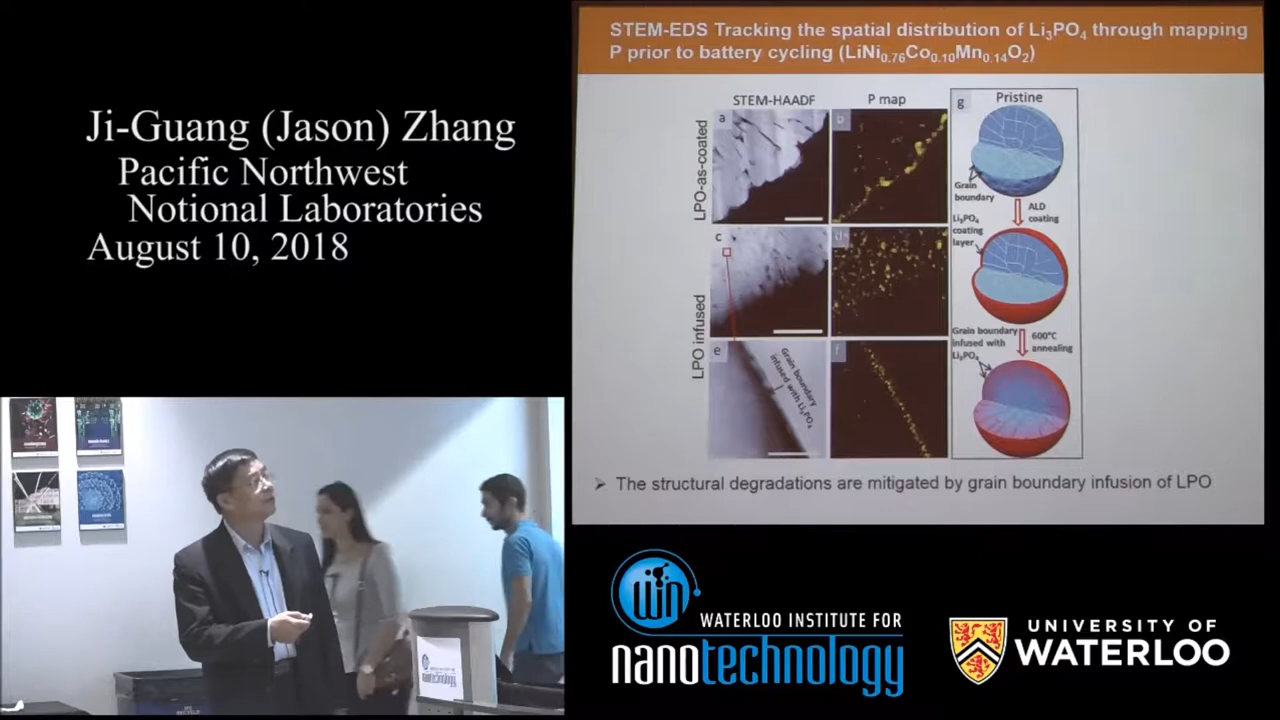 Ji-Guang (Jason) Zhang
Pacific Northwest
Notional Laboratories
August 10, 2018
STEM-EDS Tracking the spatial distribution of Li₃PO₄ through mapping
P prior to battery cycling (LiNi₀.₇₆Co₀.₁₀Mn₀.₁₄O₂)
STEM-HAADF
P map
LPO-as-coated
LPO infused
a
b
c
d
e
f
Grain boundary
infused with Li₃PO₄
g
Pristine
Grain
boundary
ALD
coating
Li₃PO₄
coating
layer
Grain boundary
infused with
Li₃PO₄
600°C
annealing
➢ The structural degradations are mitigated by grain boundary infusion of LPO
win
WATERLOO INSTITUTE FOR
nanotechnology
UNIVERSITY OF
WATERLOO
nanotechnology